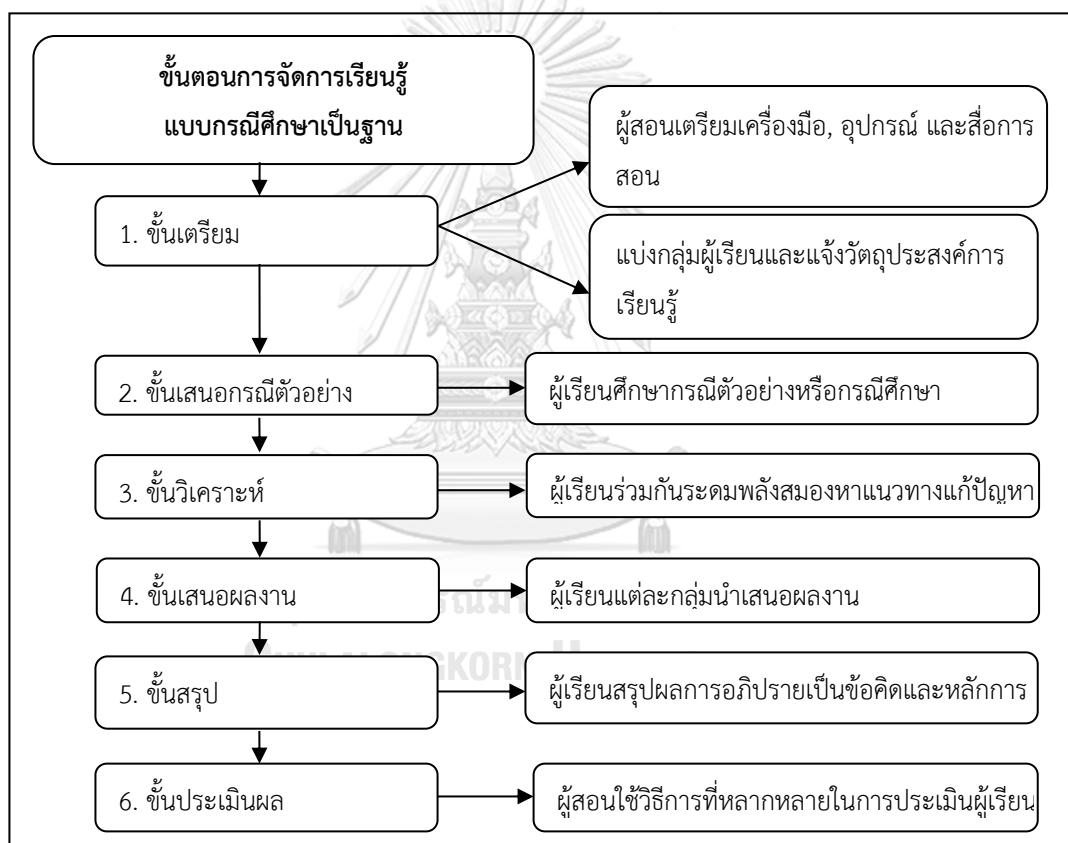 ขั้นตอนการจัดการเรียนรู้
แบบกรณีศึกษาเป็นฐาน
ผู้สอนเตรียมเครื่องมือ, อุปกรณ์ และสื่อการ
สอน
1. ขั้นเตรียม
แบ่งกลุ่มผู้เรียนและแจ้งวัตถุประสงค์การ
เรียนรู้
2. ขั้นเสนอกรณีตัวอย่าง
ผู้เรียนศึกษากรณีตัวอย่างหรือกรณีศึกษา
3. ขั้นวิเคราะห์
ผู้เรียนร่วมกันระดมพลังสมองหาแนวทางแก้ปัญหา
4. ขั้นเสนอผลงาน
ผู้เรียนแต่ละกลุ่มนำเสนอผลงาน
5. ขั้นสรุป
ผู้เรียนสรุปผลการอภิปรายเป็นข้อคิดและหลักการ
6. ขั้นประเมินผล
ผู้สอนใช้วิธีการที่หลากหลายในการประเมินผู้เรียน